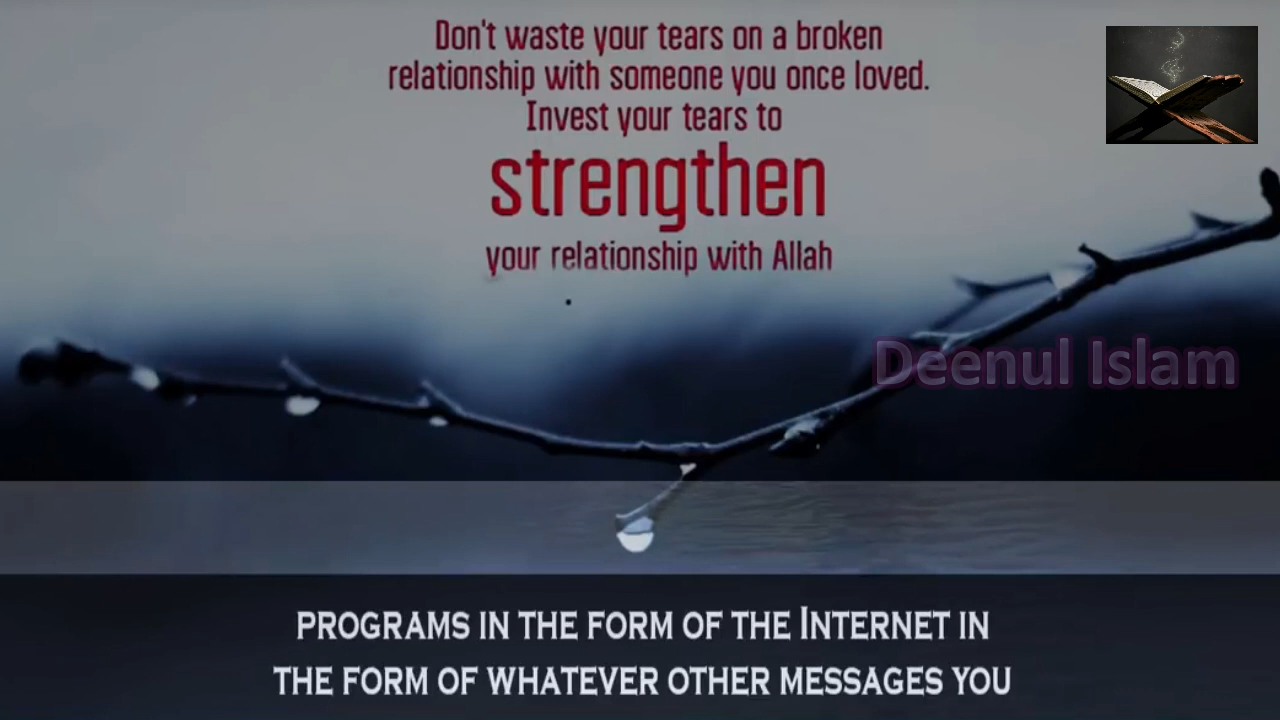 Don't waste your tears on a broken
relationship with someone you once loved.
Invest your tears to
strengthen
your relationship with Allah
Deenul Islam
PROGRAMS IN THE FORM OF THE INTERNET IN
THE FORM OF WHATEVER OTHER MESSAGES YOU